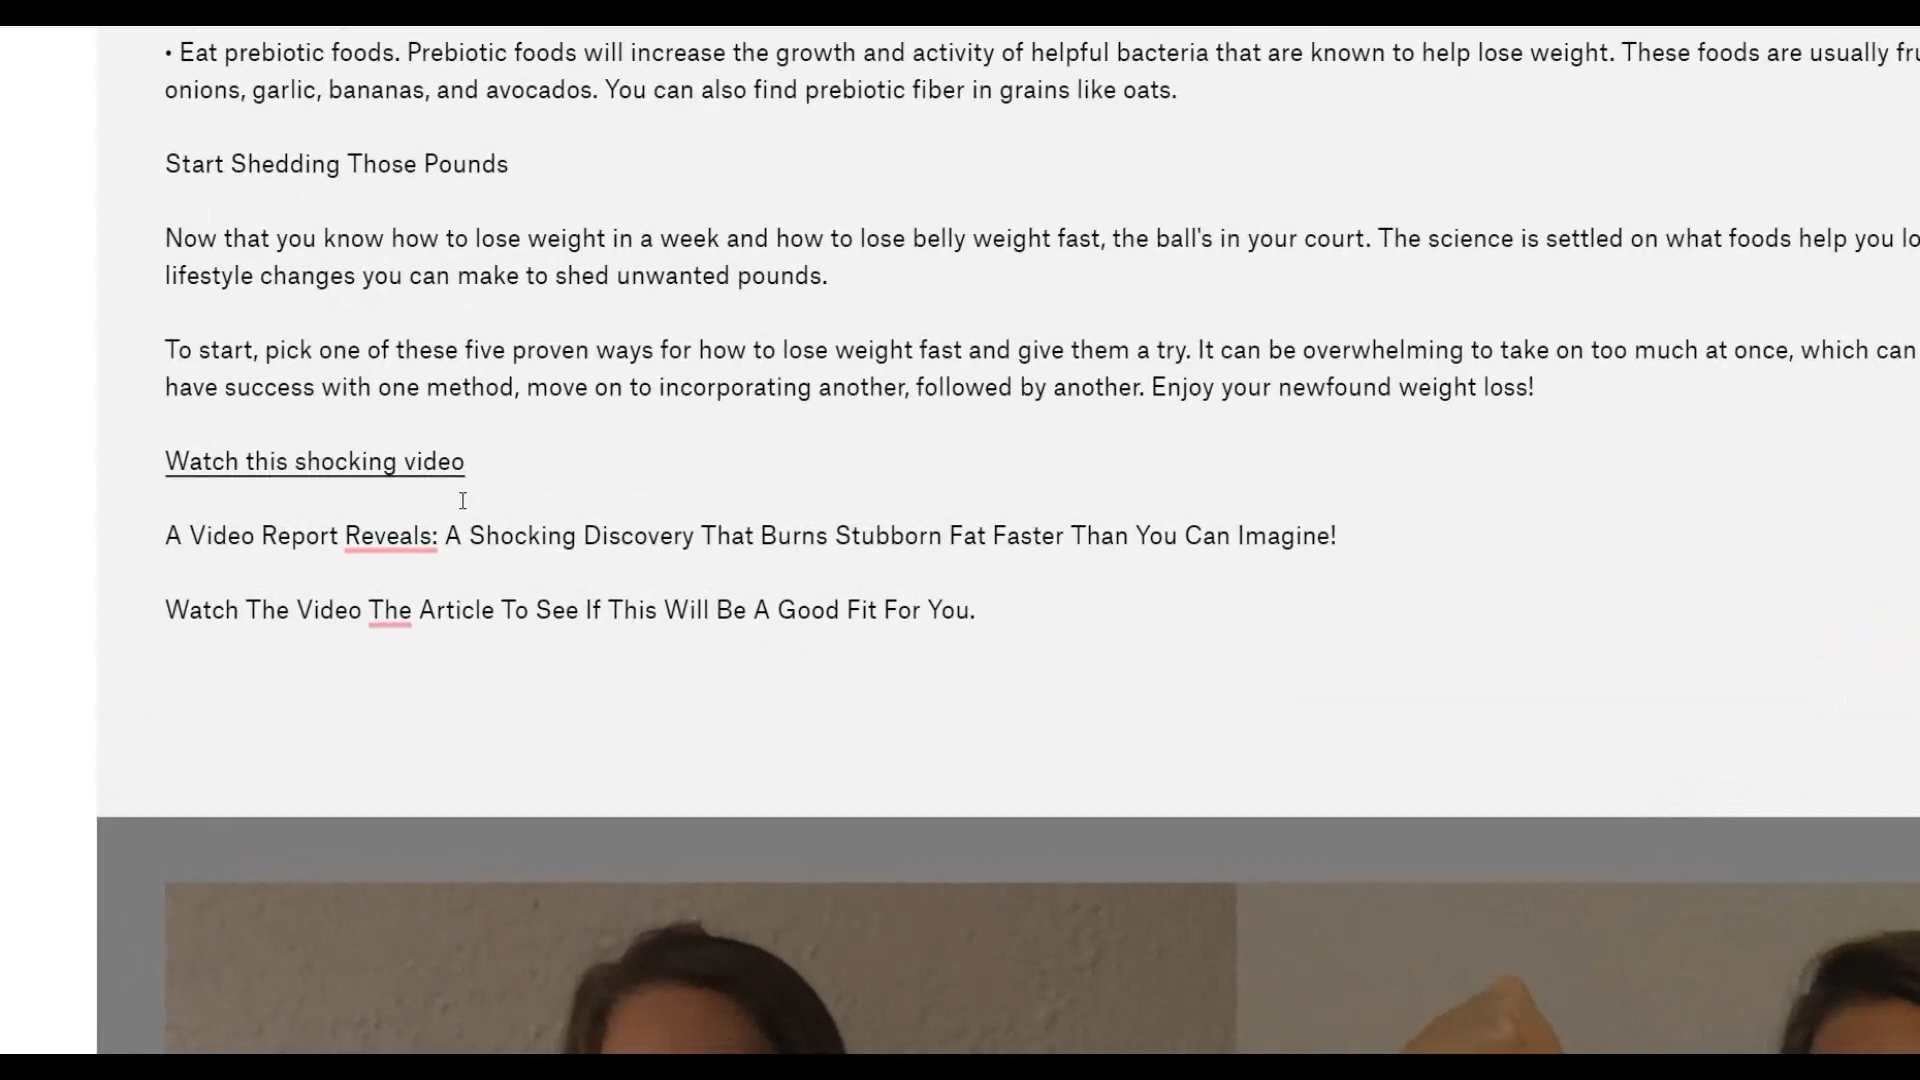 • Eat prebiotic foods. Prebiotic foods will increase the growth and activity of helpful bacteria that are known to help lose weight. These foods are usually
onions, garlic, bananas, and avocados. You can also find prebiotic fiber in grains like oats.
Start Shedding Those Pounds
Now that you know how to lose weight in a week and how to lose belly weight fast, the ball's in your court. The science is settled on what foods help you
lifestyle changes you can make to shed unwanted pounds.
To start, pick one of these five proven ways for how to lose weight fast and give them a try. It can be overwhelming to take on too much at once, which can
have success with one method, move on to incorporating another, followed by another. Enjoy your newfound weight loss!
Watch this shocking video
A Video Report Reveals: A Shocking Discovery That Burns Stubborn Fat Faster Than You Can Imagine!
Watch The Video The Article To See If This Will Be A Good Fit For You.